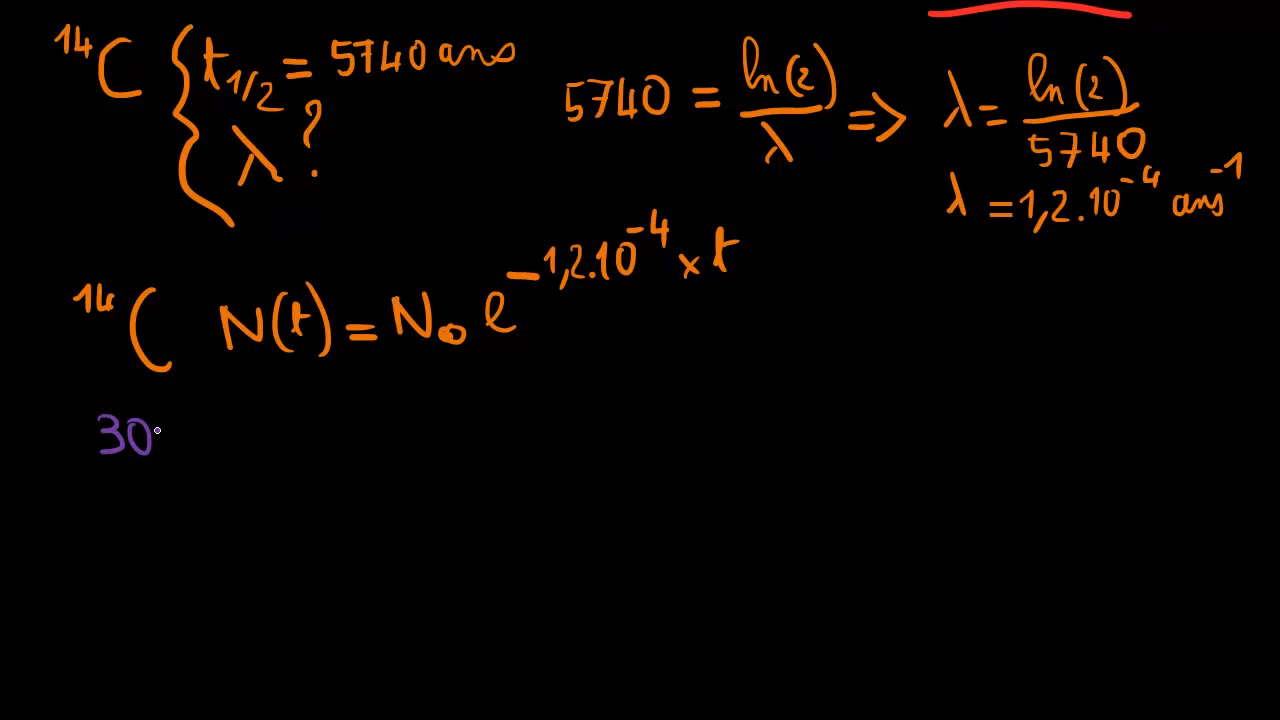 ¹⁴C { t₁/₂ = 5740 ans
λ ?
5740 = ln(2)/λ => λ = ln(2)/5740
λ = 1,2.10⁻⁴ ans⁻¹
¹⁴C N(t) = N₀ e^(-1,2.10⁻⁴ × t)
30